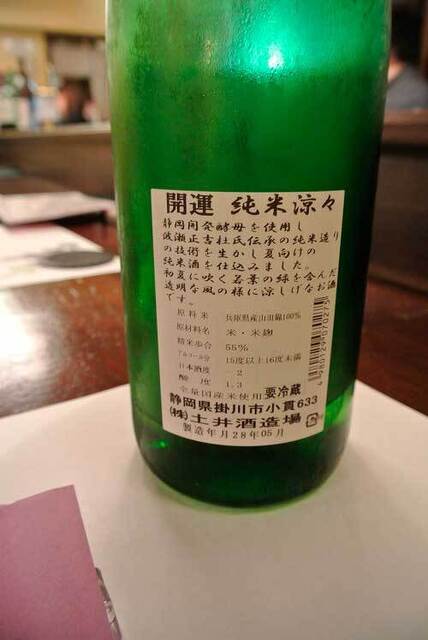 開運 純米涼々
静岡開発酵母を使用し
波瀬正吉杜氏伝承の純米造り
の技術を生かし夏向けの
純米酒を仕込みました。
初夏に吹く若葉の緑を含んだ
透明な風の様に涼しげなお酒
です。
原料米 兵庫県産山田錦100%
原材料名 米・米麹
精米歩合 55%
アルコール分 15度以上16度未満
日本酒度 -2
酸度 1.3
全量国産米使用 要冷蔵
静岡県掛川市小貫633
(株)土井酒造場
製造年月28年05月
4980129070275